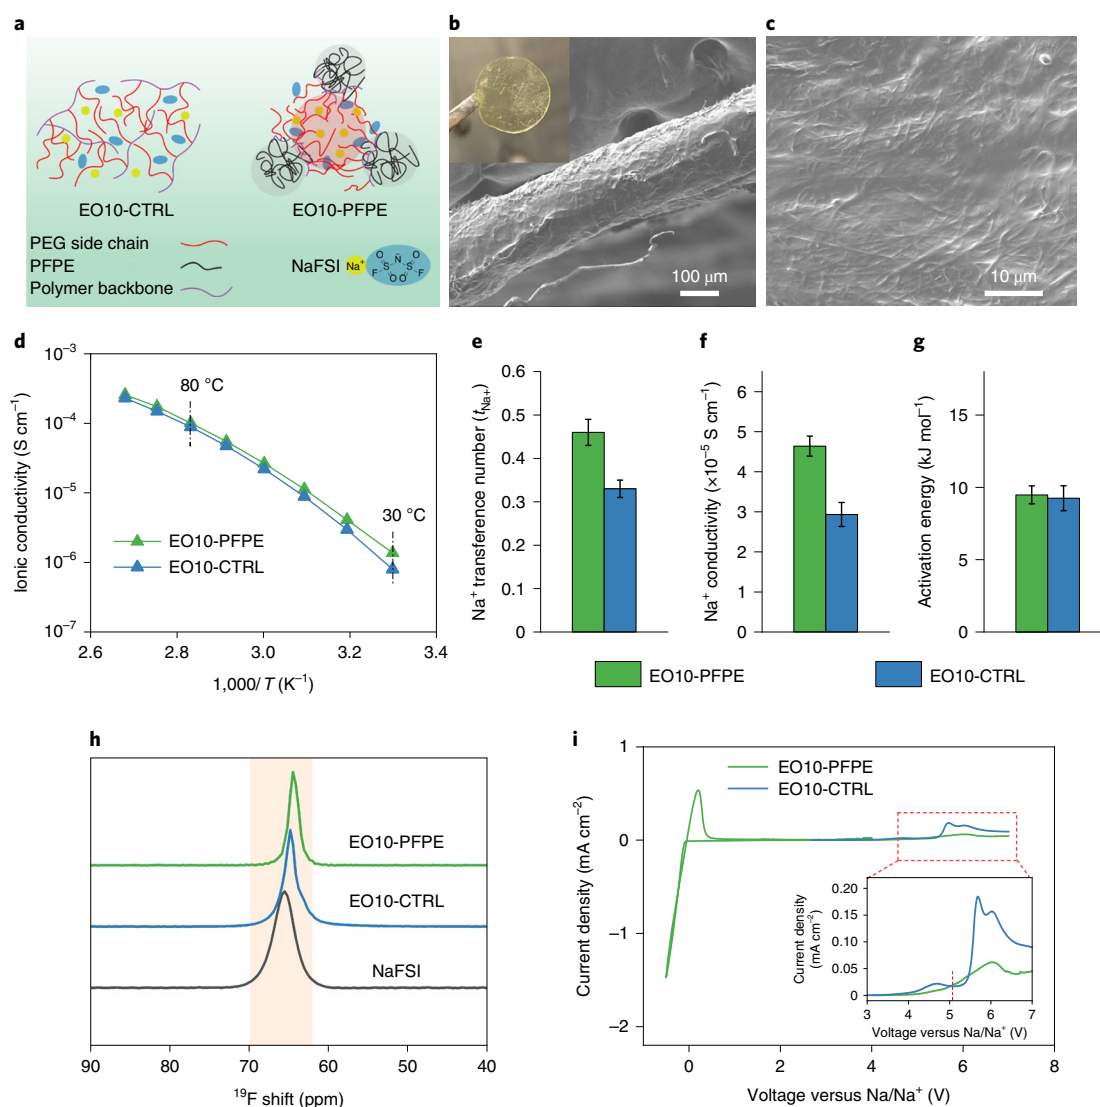 a
EO10-CTRL
EO10-PFPE
PEG side chain
PFPE
Polymer backbone
NaFSI
Na⁺
O
S
F
O
N̈
O
S
O
F
b
100 μm
c
10 μm
d
Ionic conductivity (S cm⁻¹)
10⁻³
10⁻⁴
10⁻⁵
10⁻⁶
10⁻⁷
80 °C
30 °C
EO10-PFPE
EO10-CTRL
2.6 2.8 3.0 3.2 3.4
1,000/T (K⁻¹)
e
Na⁺ transference number (t_Na+)
0.6
0.5
0.4
0.3
0.2
0.1
0
f
Na⁺ conductivity (×10⁻⁵ S cm⁻¹)
6
5
4
3
2
1
0
g
Activation energy (kJ mol⁻¹)
15
10
5
0
EO10-PFPE
EO10-CTRL
h
EO10-PFPE
EO10-CTRL
NaFSI
90 80 70 60 50 40
¹⁹F shift (ppm)
i
Current density (mA cm⁻²)
1
0
−1
−2
EO10-PFPE
EO10-CTRL
Current density
(mA cm⁻²)
0.20
0.15
0.10
0.05
0
3 4 5 6 7
Voltage versus Na/Na⁺ (V)
0 2 4 6 8
Voltage versus Na/Na⁺ (V)